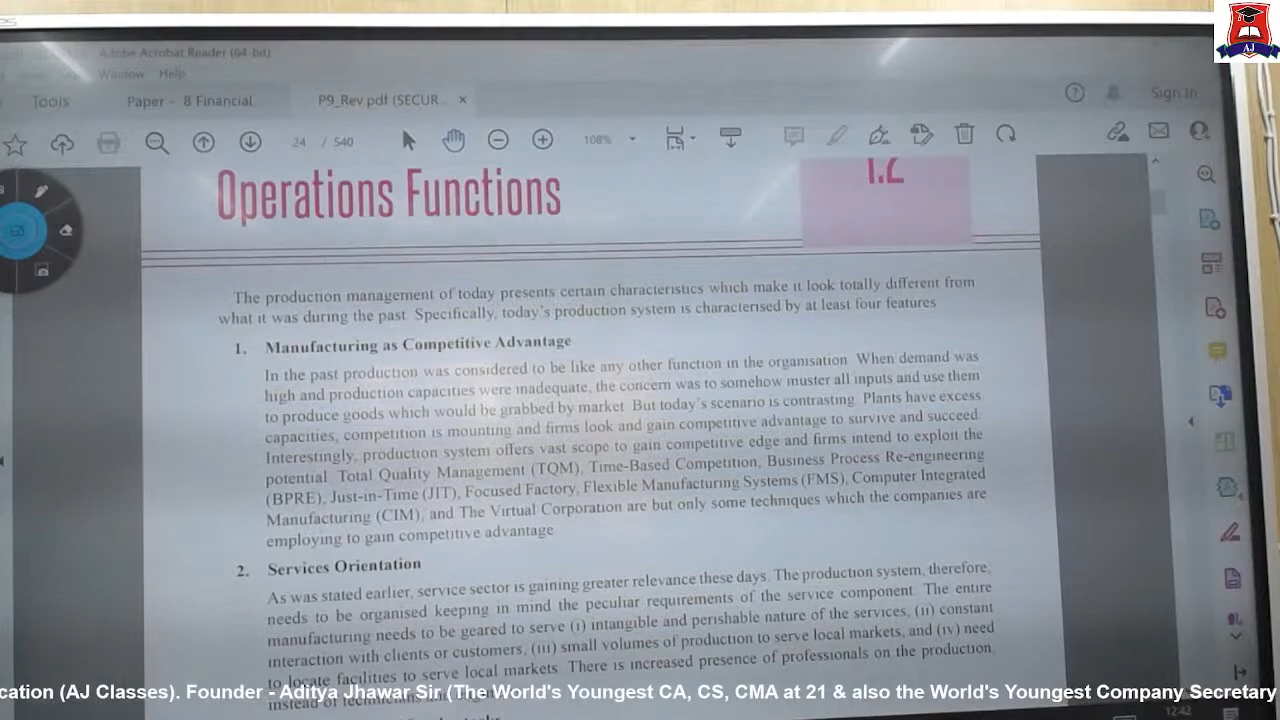 AJ
Adobe Acrobat Reader (64-bit)
Window Help
Tools Paper - 8 Financial P9_Rev.pdf (SECUR... × Sign In
24 / 540 108%
1.2
Operations Functions
The production management of today presents certain characteristics which make it look totally different from
what it was during the past. Specifically, today's production system is characterised by at least four features
1. Manufacturing as Competitive Advantage
In the past production was considered to be like any other function in the organisation. When demand was
high and production capacities were inadequate, the concern was to somehow muster all inputs and use them
to produce goods which would be grabbed by market. But today's scenario is contrasting. Plants have excess
capacities, competition is mounting and firms look and gain competitive advantage to survive and succeed.
Interestingly, production system offers vast scope to gain competitive edge and firms intend to exploit the
potential. Total Quality Management (TQM), Time-Based Competition, Business Process Re-engineering
(BPRE), Just-in-Time (JIT), Focused Factory, Flexible Manufacturing Systems (FMS), Computer Integrated
Manufacturing (CIM), and The Virtual Corporation are but only some techniques which the companies are
employing to gain competitive advantage
2. Services Orientation
As was stated earlier, service sector is gaining greater relevance these days. The production system, therefore,
needs to be organised keeping in mind the peculiar requirements of the service component. The entire
manufacturing needs to be geared to serve (i) intangible and perishable nature of the services, (ii) constant
interaction with clients or customers, (iii) small volumes of production to serve local markets, and (iv) need
to locate facilities to serve local markets. There is increased presence of professionals on the production,
instead of technicians
cation (AJ Classes). Founder - Aditya Jhawar Sir (The World's Youngest CA, CS, CMA at 21 & also the World's Youngest Company Secretary
12:42